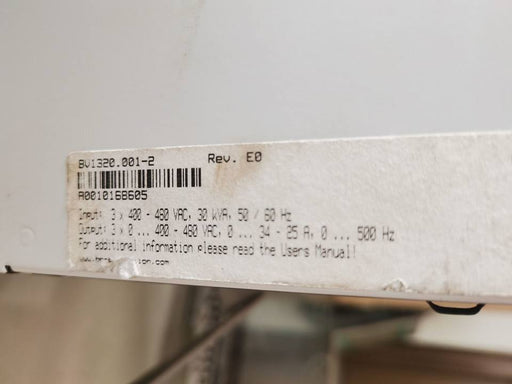 8V1320.001-2 Rev. E0
A0010168605
Input: 3 x 400 - 480 VAC, 30 kVA, 50 / 60 Hz
Output: 3 x 0 ... 400 - 480 VAC, 0 ... 34 - 25 A, 0 ... 500 Hz
For additional information please read the Users Manual!